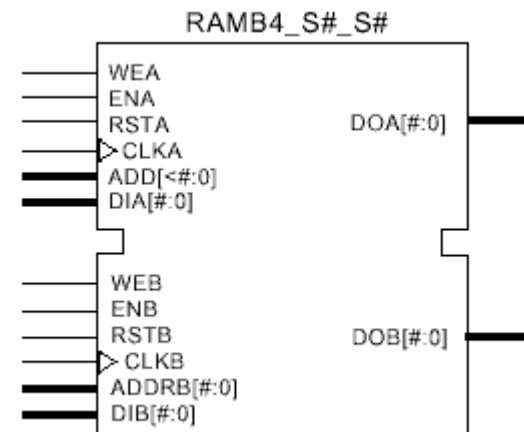 RAMB4_S#_S#
WEA
ENA
RSTA
DOA[#:0]
CLKA
ADD[<#:0]
DIA[#:0]
WEB
ENB
RSTB
DOB[#:0]
CLKB
ADDRB[#:0]
DIB[#:0]